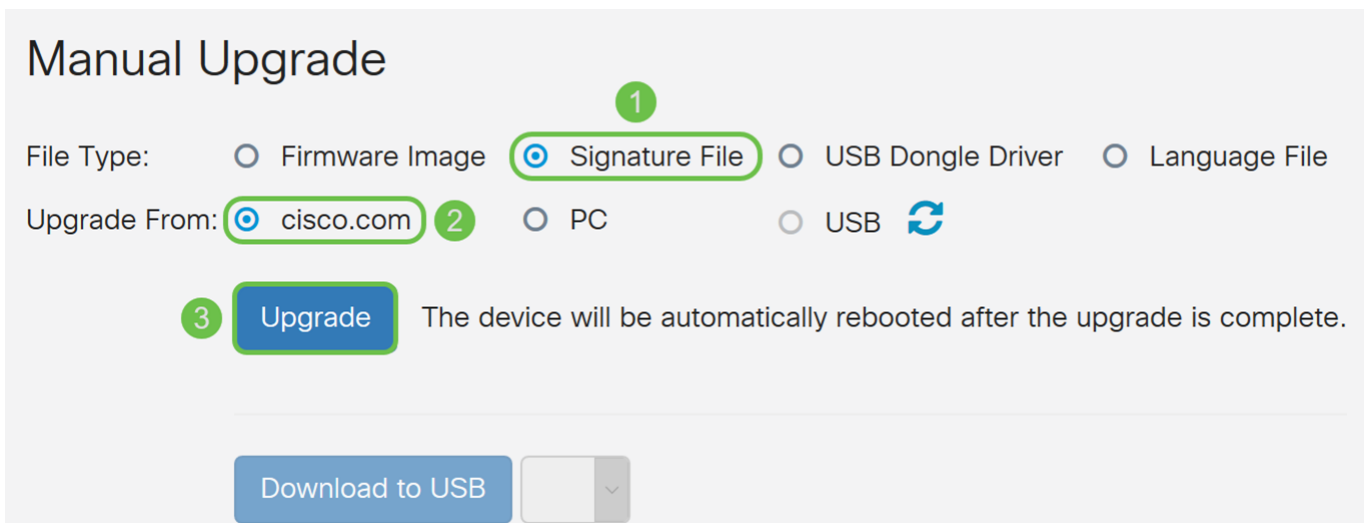 Manual Upgrade
1
File Type: Firmware Image Signature File USB Dongle Driver Language File
Upgrade From: cisco.com 2 PC USB
3 Upgrade The device will be automatically rebooted after the upgrade is complete.
Download to USB